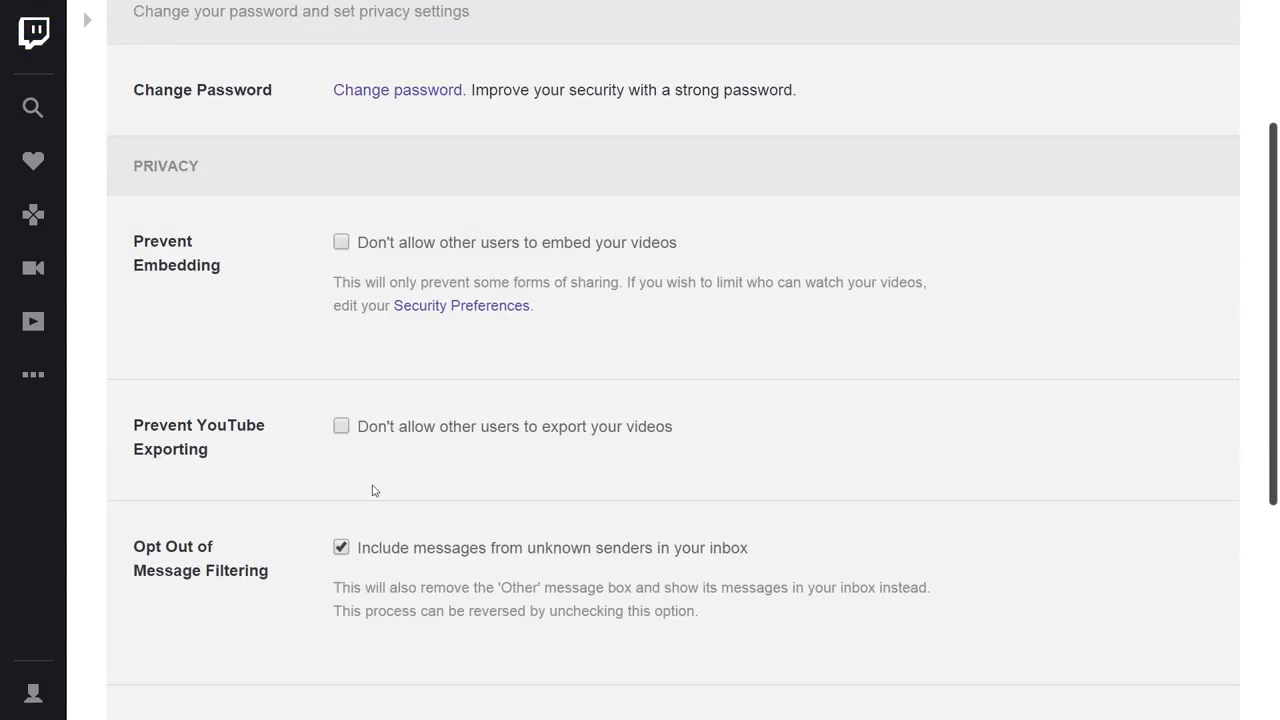 Change your password and set privacy settings
Change Password
Change password. Improve your security with a strong password.
PRIVACY
Prevent
Embedding
Don't allow other users to embed your videos
This will only prevent some forms of sharing. If you wish to limit who can watch your videos,
edit your Security Preferences.
Prevent YouTube
Exporting
Don't allow other users to export your videos
Opt Out of
Message Filtering
Include messages from unknown senders in your inbox
This will also remove the 'Other' message box and show its messages in your inbox instead.
This process can be reversed by unchecking this option.